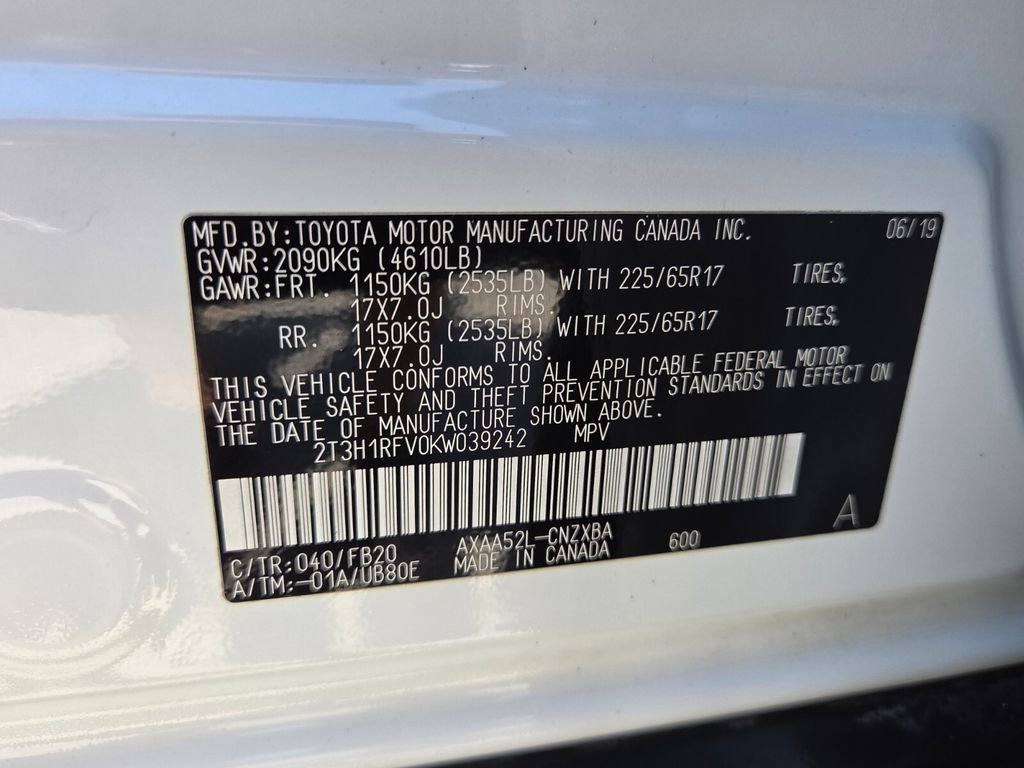 MFD.BY:TOYOTA MOTOR MANUFACTURING CANADA INC. 06/19
GVWR:2090KG (4610LB)
GAWR:FRT. 1150KG (2535LB) WITH 225/65R17 TIRES,
17X7.0J RIMS.
RR. 1150KG (2535LB) WITH 225/65R17 TIRES,
17X7.0J RIMS.
THIS VEHICLE CONFORMS TO ALL APPLICABLE FEDERAL MOTOR
VEHICLE SAFETY AND THEFT PREVENTION STANDARDS IN EFFECT ON
THE DATE OF MANUFACTURE SHOWN ABOVE.
2T3H1RFV0KW039242 MPV
C/TR:040/FB20 AXAA52L-CNZXBA 600 A
A/TM:-01A/UB80E MADE IN CANADA